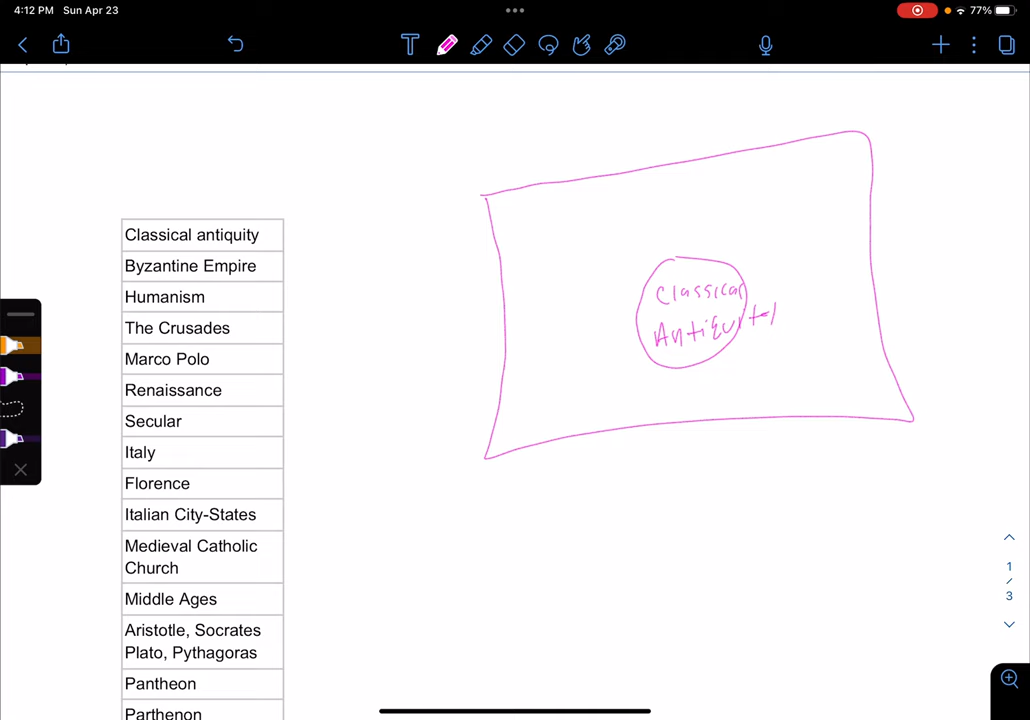 4:12 PM Sun Apr 23
77%
T
Classical antiquity
Byzantine Empire
Humanism
The Crusades
Marco Polo
Renaissance
Secular
Italy
Florence
Italian City-States
Medieval Catholic
Church
Middle Ages
Aristotle, Socrates
Plato, Pythagoras
Pantheon
Parthenon
Classical
1
/
3